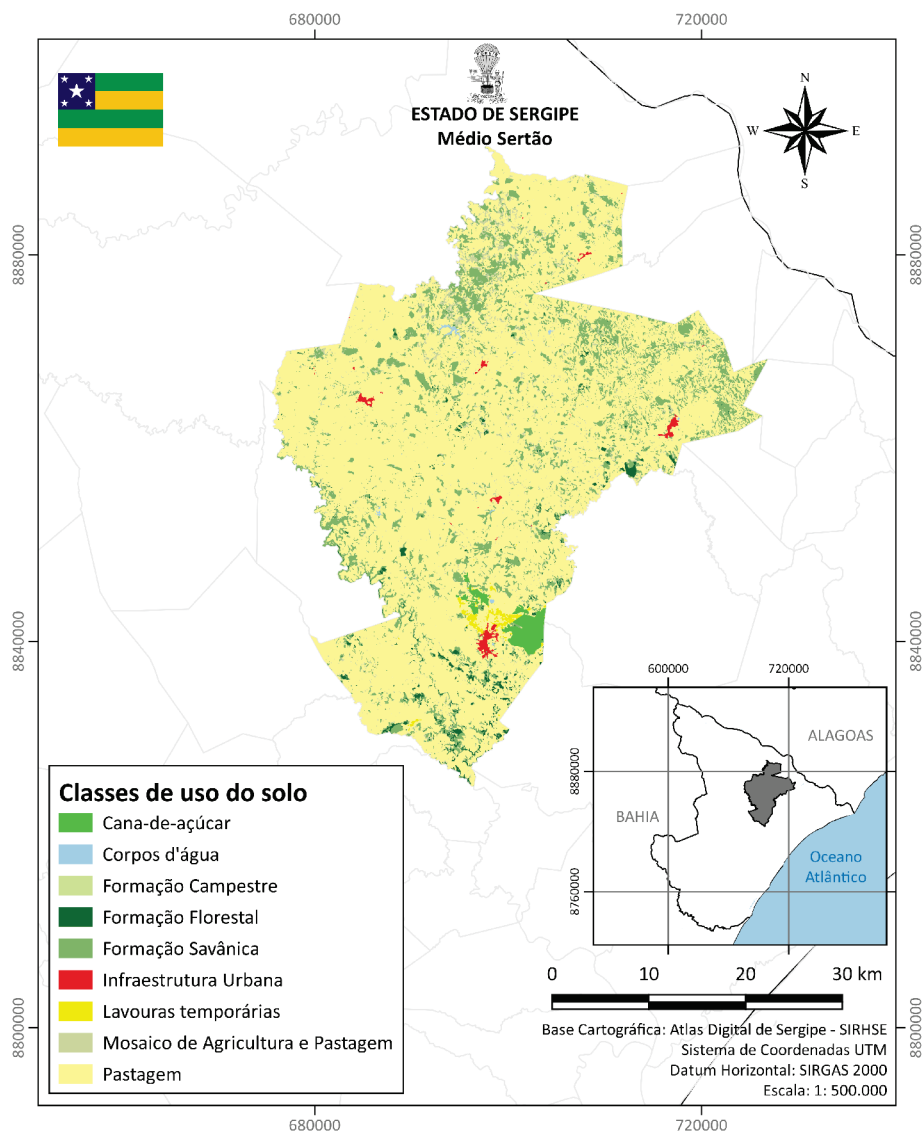 680000
720000
ESTADO DE SERGIPE
Médio Sertão
N
W
E
S
8880000
8880000
8840000
8840000
8800000
8800000
600000
720000
8880000
8760000
ALAGOAS
BAHIA
Oceano
Atlântico
Classes de uso do solo
Cana-de-açúcar
Corpos d'água
Formação Campestre
Formação Florestal
Formação Savânica
Infraestrutura Urbana
Lavouras temporárias
Mosaico de Agricultura e Pastagem
Pastagem
0 10 20 30 km
Base Cartográfica: Atlas Digital de Sergipe - SIRHSE
Sistema de Coordenadas UTM
Datum Horizontal: SIRGAS 2000
Escala: 1: 500.000
680000
720000